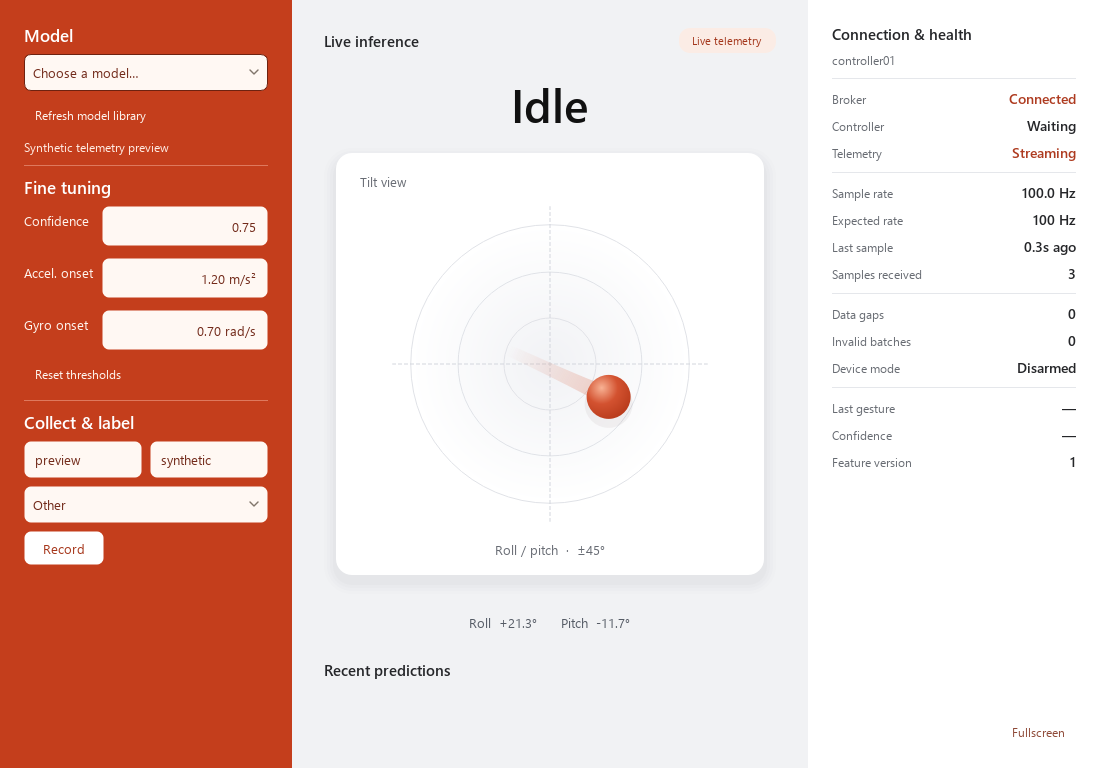 Model
Choose a model...
Refresh model library
Synthetic telemetry preview
Fine tuning
Confidence 0.75
Accel. onset 1.20 m/s²
Gyro onset 0.70 rad/s
Reset thresholds
Collect & label
preview synthetic
Other
Record
Live inference Live telemetry
Idle
Tilt view
Roll / pitch · ±45°
Roll +21.3° Pitch -11.7°
Recent predictions
Connection & health
controller01
Broker Connected
Controller Waiting
Telemetry Streaming
Sample rate 100.0 Hz
Expected rate 100 Hz
Last sample 0.3s ago
Samples received 3
Data gaps 0
Invalid batches 0
Device mode Disarmed
Last gesture —
Confidence —
Feature version 1
Fullscreen